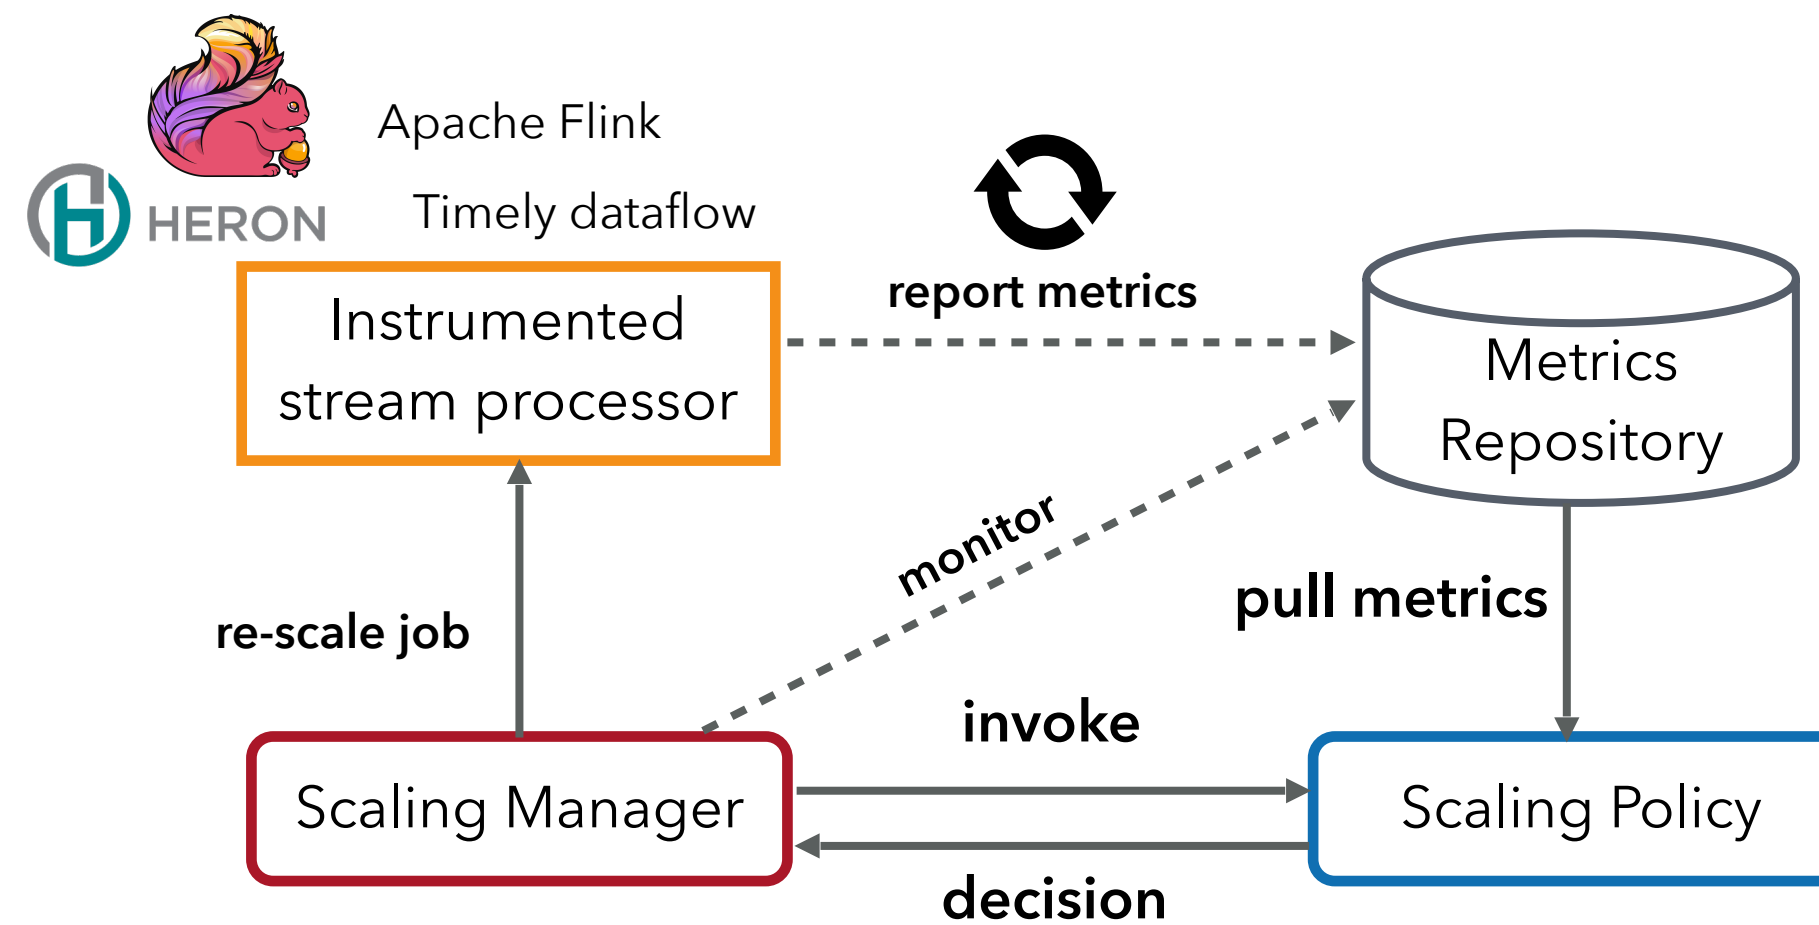 Apache Flink
HERON
Timely dataflow
Instrumented
stream processor
report metrics
Metrics
Repository
monitor
pull metrics
re-scale job
invoke
Scaling Manager
Scaling Policy
decision